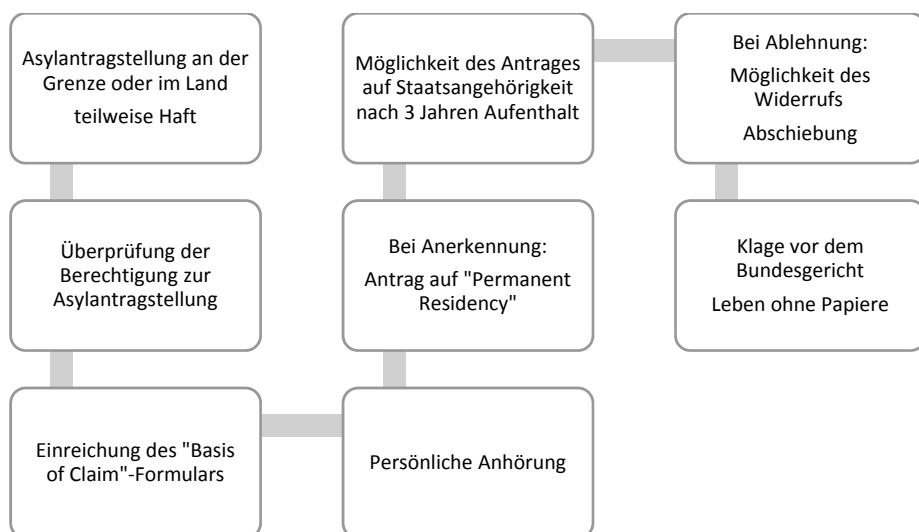 Asylantragstellung an der
Grenze oder im Land
teilweise Haft
Überprüfung der
Berechtigung zur
Asylantragstellung
Einreichung des "Basis
of Claim"-Formulars
Persönliche Anhörung
Bei Anerkennung:
Antrag auf "Permanent
Residency"
Möglichkeit des Antrages
auf Staatsangehörigkeit
nach 3 Jahren Aufenthalt
Bei Ablehnung:
Möglichkeit des
Widerrufs
Abschiebung
Klage vor dem
Bundesgericht
Leben ohne Papiere